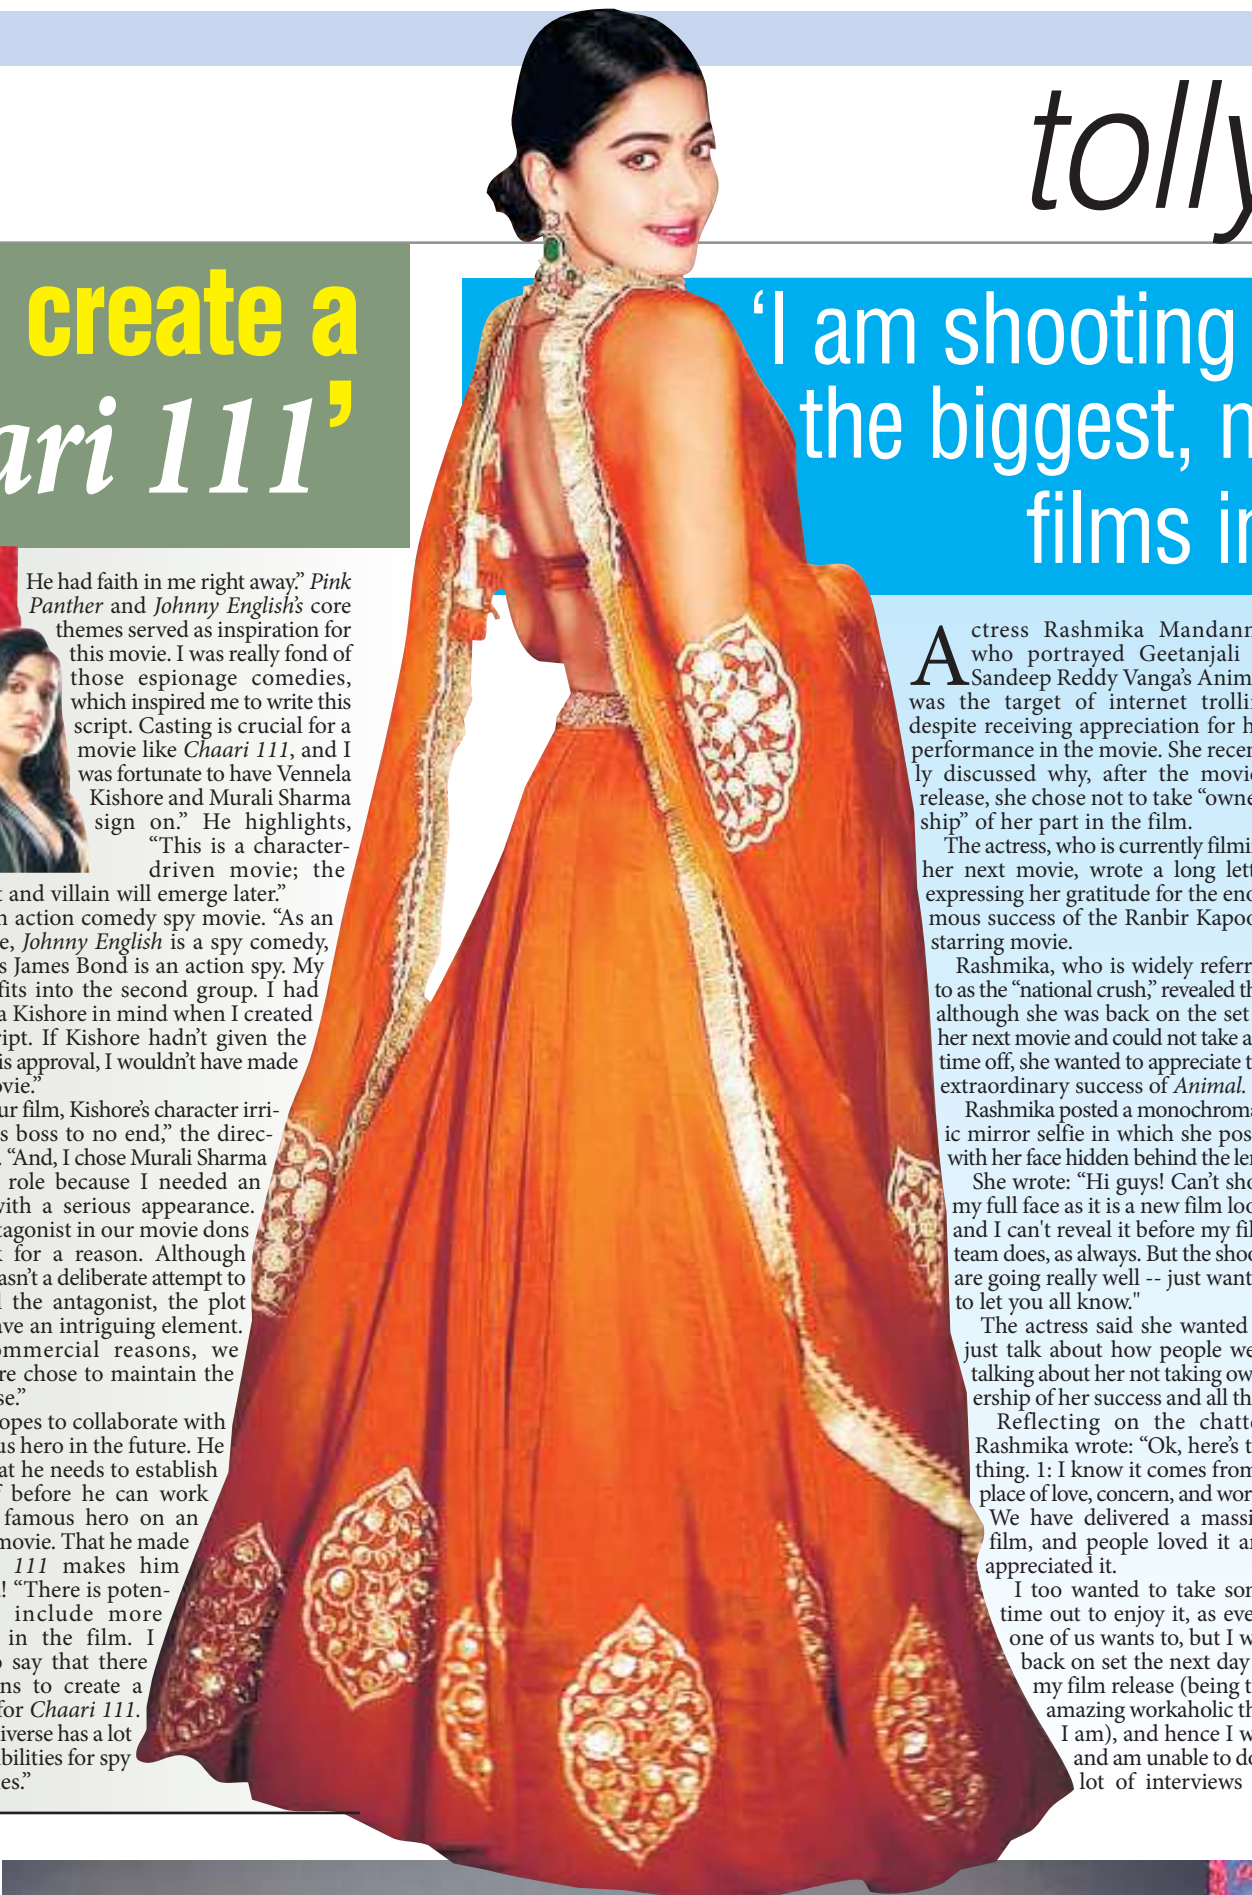 tolly
create a
ari 111’
He had faith in me right away.” Pink
Panther and Johnny English’s core
themes served as inspiration for
this movie. I was really fond of
those espionage comedies,
which inspired me to write this
script. Casting is crucial for a
movie like Chaari 111, and I
was fortunate to have Vennela
Kishore and Murali Sharma
sign on.” He highlights,
“This is a character-
driven movie; the
and villain will emerge later.”
action comedy spy movie. “As an
e, Johnny English is a spy comedy,
s James Bond is an action spy. My
fits into the second group. I had
a Kishore in mind when I created
ript. If Kishore hadn’t given the
is approval, I wouldn’t have made
ovie.”
ur film, Kishore’s character irri-
s boss to no end,” the direc-
. “And, I chose Murali Sharma
role because I needed an
with a serious appearance.
tagonist in our movie dons
for a reason. Although
asn’t a deliberate attempt to
the antagonist, the plot
ave an intriguing element.
ommercial reasons, we
re chose to maintain the
se.”
opes to collaborate with
us hero in the future. He
at he needs to establish
f before he can work
famous hero on an
movie. That he made
111 makes him
! “There is poten-
include more
in the film. I
o say that there
ns to create a
for Chaari 111.
iverse has a lot
bilities for spy
es.”
‘I am shooting
the biggest,
films in
Actress Rashmika Mandann
who portrayed Geetanjali
Sandeep Reddy Vanga’s Anim
was the target of internet trolli
despite receiving appreciation for h
performance in the movie. She recen
ly discussed why, after the movi
release, she chose not to take “owne
ship” of her part in the film.
The actress, who is currently filmi
her next movie, wrote a long lett
expressing her gratitude for the eno
mous success of the Ranbir Kapoo
starring movie.
Rashmika, who is widely referr
to as the “national crush,” revealed th
although she was back on the set
her next movie and could not take a
time off, she wanted to appreciate t
extraordinary success of Animal.
Rashmika posted a monochroma
ic mirror selfie in which she pos
with her face hidden behind the len
She wrote: “Hi guys! Can’t sho
my full face as it is a new film loo
and I can't reveal it before my fil
team does, as always. But the shoo
are going really well -- just want
to let you all know."
The actress said she wanted
just talk about how people we
talking about her not taking own
ership of her success and all th
Reflecting on the chatte
Rashmika wrote: “Ok, here’s t
thing. 1: I know it comes from
place of love, concern, and wor
We have delivered a massi
film, and people loved it an
appreciated it.
I too wanted to take som
time out to enjoy it, as eve
one of us wants to, but I w
back on set the next day
my film release (being t
amazing workaholic th
I am), and hence I w
and am unable to do
lot of interviews